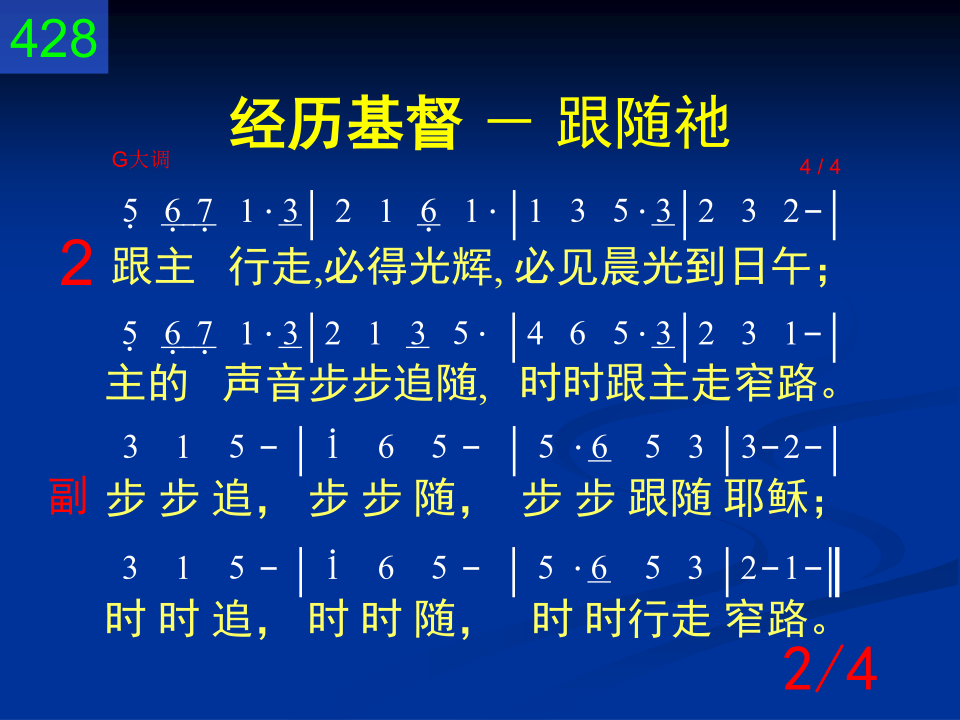 428
经历基督 － 跟随祂
G大调
4 / 4
5̣ 6̣ 7̣ 1 · 3 | 2 1 6̣ 1 · | 1 3 5 · 3 | 2 3 2 – |
2 跟主 行走,必得光辉, 必见晨光到日午；
5̣ 6̣ 7̣ 1 · 3 | 2 1 3 5 · | 4 6 5 · 3 | 2 3 1 – |
主的 声音步步追随, 时时跟主走窄路。
3 1 5 – | i 6 5 – | 5 · 6 5 3 | 3 – 2 – |
副 步 步 追， 步 步 随， 步 步 跟随 耶稣；
3 1 5 – | i 6 5 – | 5 · 6 5 3 | 2 – 1 – ‖
时 时 追， 时 时 随， 时 时行走 窄路。
2/4